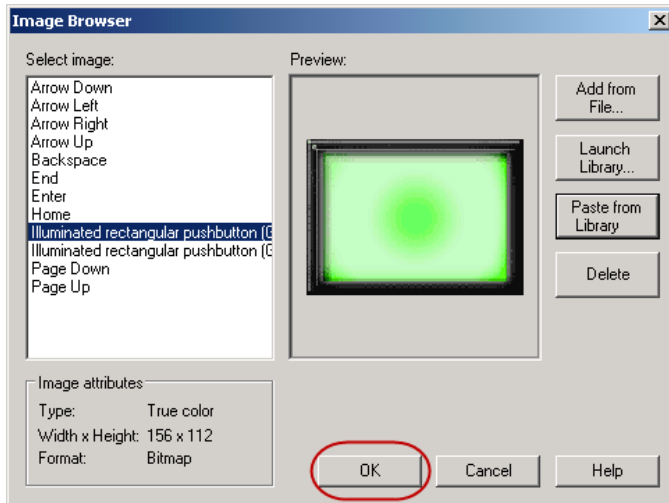 Image Browser
Select image:
Arrow Down
Arrow Left
Arrow Right
Arrow Up
Backspace
End
Enter
Home
Illuminated rectangular pushbutton (G
Illuminated rectangular pushbutton (G
Page Down
Page Up
Preview:
Add from
File...
Launch
Library...
Paste from
Library
Delete
Image attributes
Type: True color
Width x Height: 156 x 112
Format: Bitmap
OK
Cancel
Help